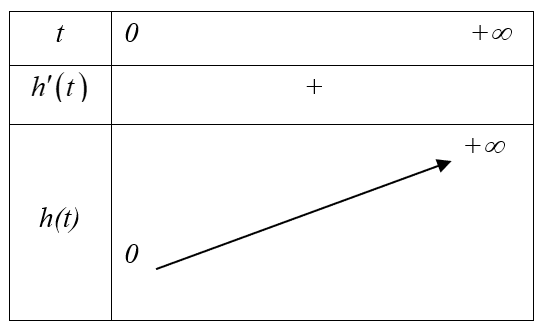 t 0 +∞
h′(t) +
+∞
h(t)
0